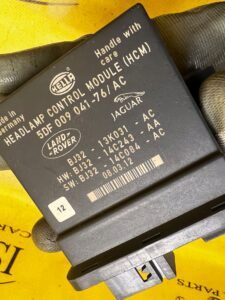 Made in
Germany
HELLA
Handle with
care
HEADLAMP CONTROL MODULE (HCM)
5DF 009 041-76/ AC
LAND
ROVER
JAGUAR
BJ32 - 13K031 - AC
HW: BJ32 - 14C243 - AA
SW: BJ32 - 14C084 - AC
08.03.12
12